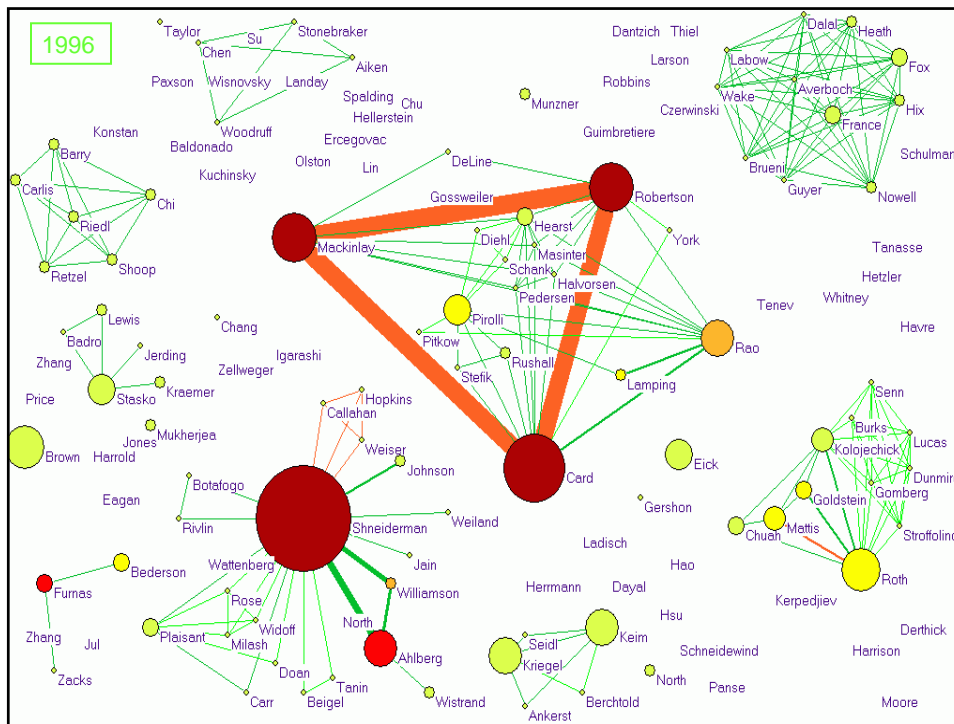 1996
Taylor
Su
Stonebraker
Chen
Aiken
Paxson
Wisnovsky
Landay
Spalding
Chu
Hellerstein
Woodruff
Ercegovac
Baldonado
Olston
Lin
Kuchinsky
Konstan
Dantzich
Thiel
Larson
Robbins
Munzner
Czerwinski
Guimbretiere
DeLine
Dalal
Heath
Labow
Fox
Wake
Averboch
Hix
France
Schulman
Brueni
Guyer
Nowell
Barry
Carlis
Chi
Riedl
Retzel
Shoop
Gossweiler
Robertson
Mackinlay
Hearst
Diehl
Masinter
York
Schank
Halvorsen
Pedersen
Tanasse
Hetzler
Whitney
Tenev
Havre
Pirolli
Pitkow
Rushall
Rao
Stefik
Lamping
Lewis
Badro
Chang
Zhang
Jerding
Igarashi
Zellweger
Kraemer
Stasko
Price
Mukherjea
Jones
Harrold
Brown
Eagan
Hopkins
Callahan
Weiser
Johnson
Card
Eick
Gershon
Botafogo
Rivlin
Shneiderman
Weiland
Senn
Burks
Lucas
Kolojechick
Dunmire
Goldstein
Gomberg
Mattis
Chuah
Stroffolino
Roth
Kerpedjiev
Ladisch
Hao
Wattenberg
Jain
Bederson
Furnas
Williamson
Herrmann
Dayal
Rose
North
Hsu
Plaisant
Widoff
Milash
Zhang
Jul
Ahlberg
Seidl
Keim
Kriegel
Schneidewind
Derthick
Harrison
Doan
Zacks
Tanin
Carr
Beigel
Wistrand
Berchtold
Ankerst
North
Panse
Moore